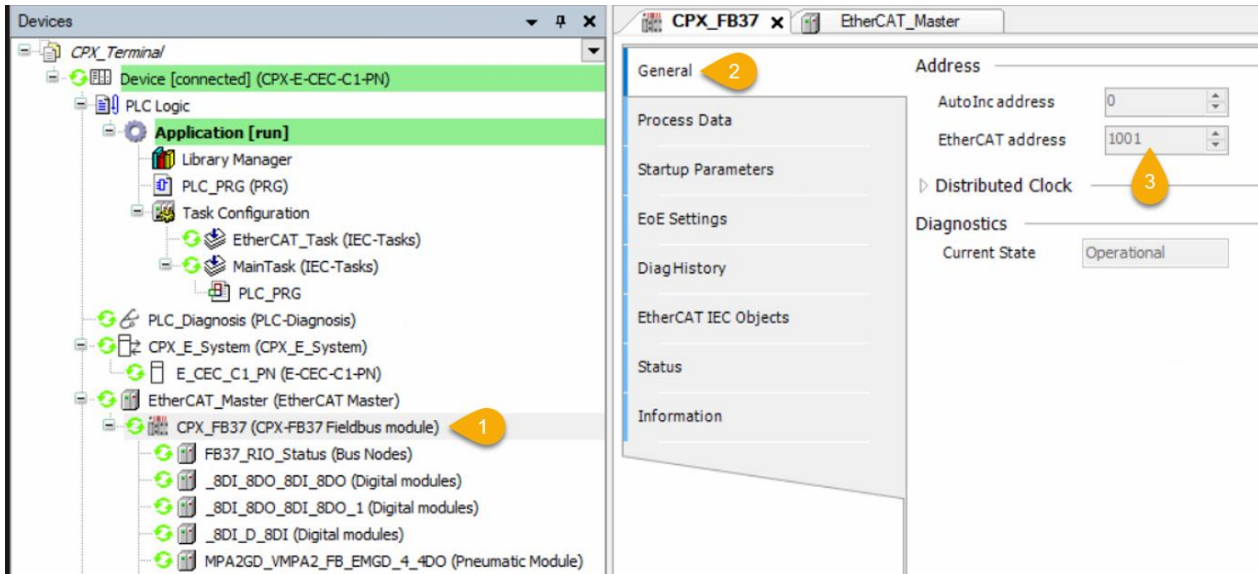 Devices
CPX_Terminal
Device [connected] (CPX-E-CEC-C1-PN)
PLC Logic
Application [run]
Library Manager
PLC_PRG (PRG)
Task Configuration
EtherCAT_Task (IEC-Tasks)
MainTask (IEC-Tasks)
PLC_PRG
PLC_Diagnosis (PLC-Diagnosis)
CPX_E_System (CPX_E_System)
E_CEC_C1_PN (E-CEC-C1-PN)
EtherCAT_Master (EtherCAT Master)
CPX_FB37 (CPX-FB37 Fieldbus module) 1
FB37_RIO_Status (Bus Nodes)
_8DI_8DO_8DI_8DO (Digital modules)
_8DI_8DO_8DI_8DO_1 (Digital modules)
_8DI_D_8DI (Digital modules)
MPA2GD_VMPA2_FB_EMGD_4_4DO (Pneumatic Module)
CPX_FB37 EtherCAT_Master
General 2
Process Data
Startup Parameters
EoE Settings
DiagHistory
EtherCAT IEC Objects
Status
Information
Address
AutoInc address 0
EtherCAT address 1001
Distributed Clock 3
Diagnostics
Current State Operational